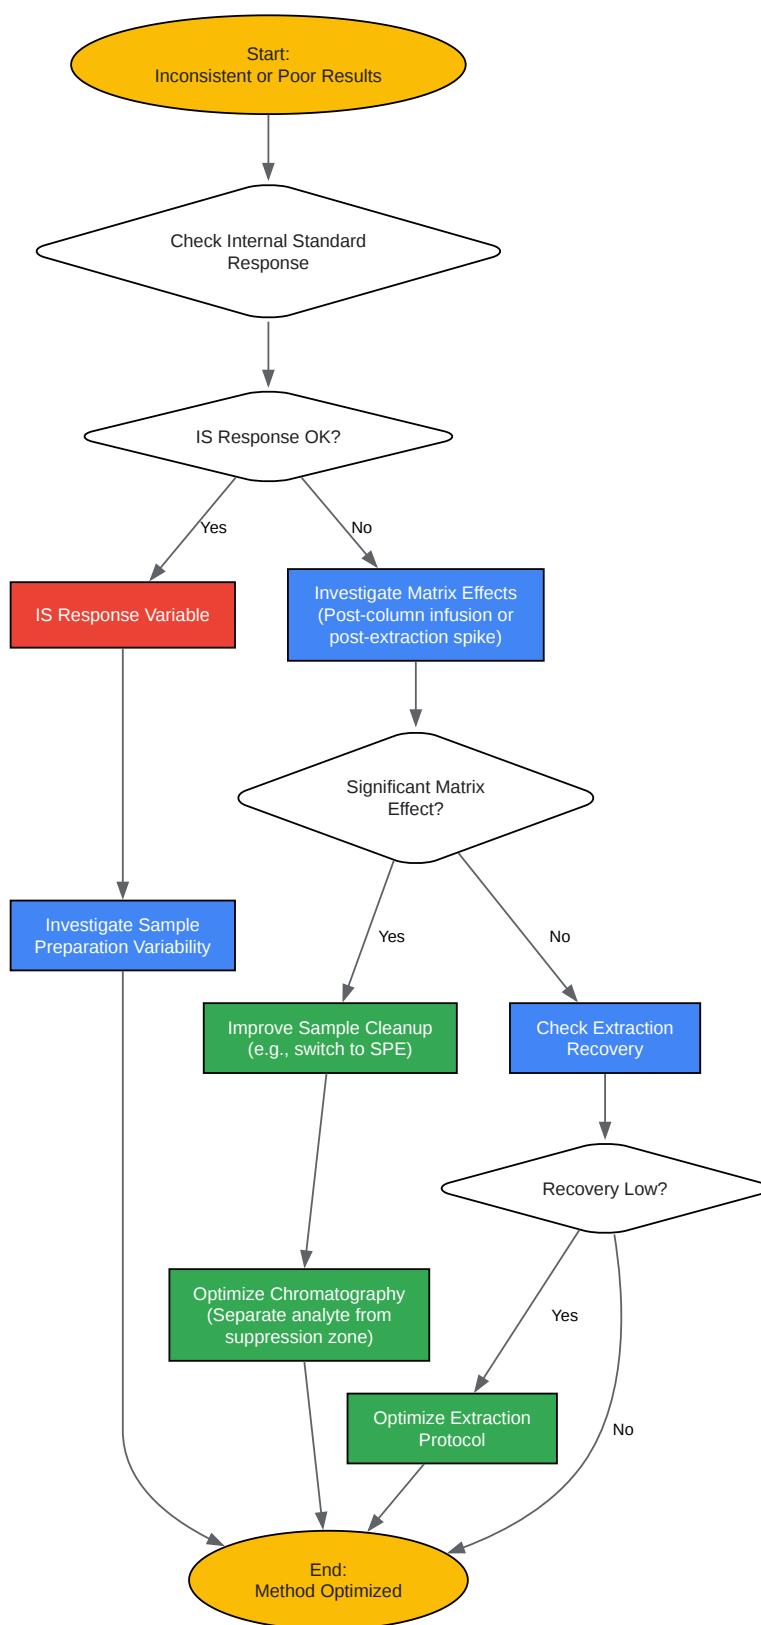 Start:
Inconsistent or Poor Results
Check Internal Standard
Response
IS Response OK?
Yes
No
IS Response Variable
Investigate Matrix Effects
(Post-column infusion or
post-extraction spike)
Significant Matrix
Effect?
Investigate Sample
Preparation Variability
Yes
No
Improve Sample Cleanup
(e.g., switch to SPE)
Check Extraction
Recovery
Recovery Low?
Optimize Chromatography
(Separate analyte from
suppression zone)
Yes
Optimize Extraction
Protocol
No
End:
Method Optimized